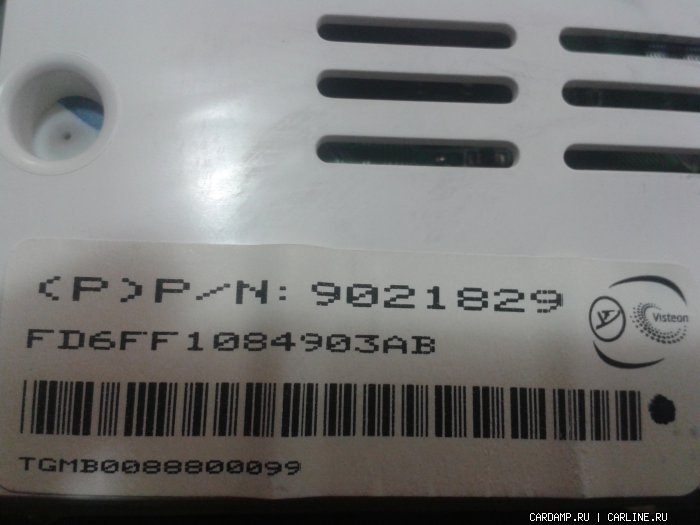 (P)P/N: 9021829
Visteon
FD6FF1084903AB
TGMB0088800099
CARDAMP.RU | CARLINE.RU